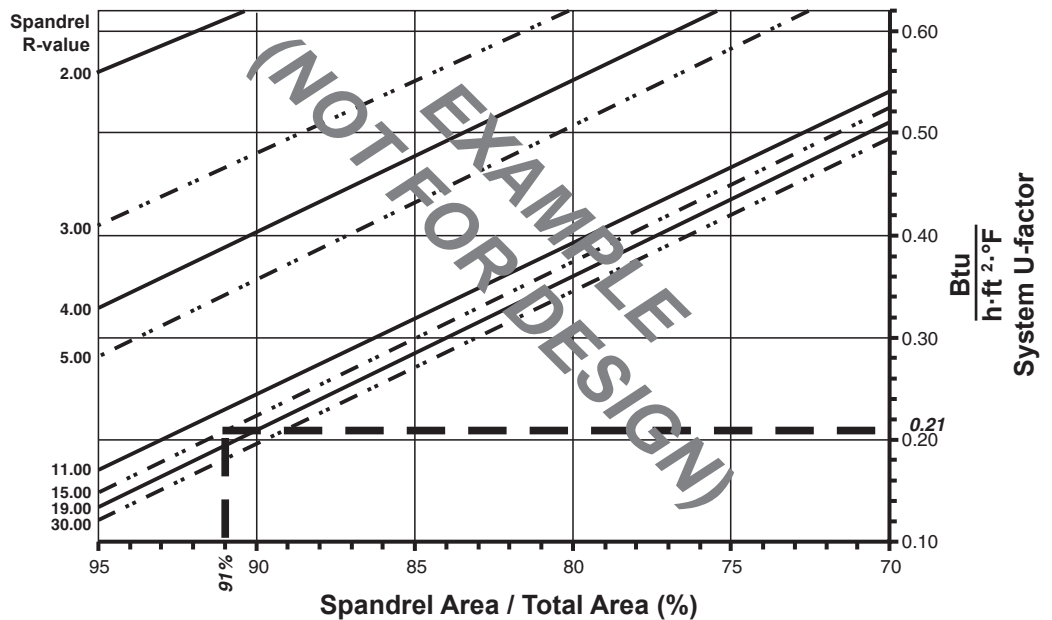 Spandrel
R-value
2.00
3.00
4.00
5.00
11.00
15.00
19.00
30.00
EXAMPLE
(NOT FOR DESIGN)
0.60
0.50
0.40
0.30
0.21
0.20
0.10
Btu
h·ft ²·°F
System U-factor
95
91%
90
85
80
75
70
Spandrel Area / Total Area (%)